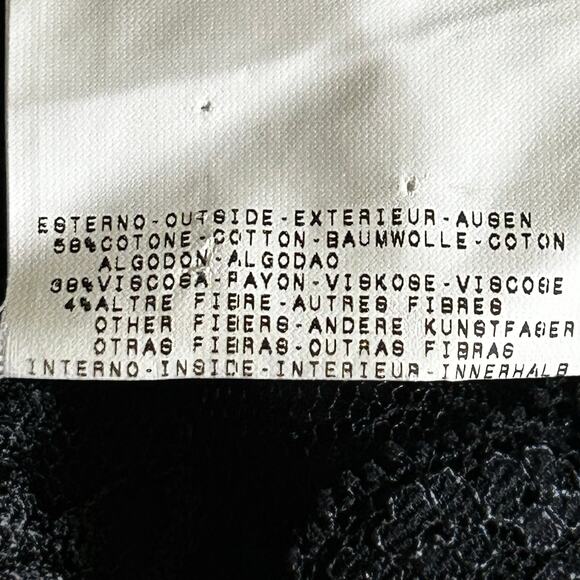 ESTERNO-OUTSIDE-EXTERIEUR-AUSEN
58%COTONE-COTTON-BAUMWOLLE-COTON
ALGODON-ALGODAO
38%VISCOSA-RAYON-VISKOSE-VISCOSE
4%ALTRE FIBRE-AUTRES FIBRES
OTHER FIBERS-ANDERE KUNSTFASER
OTRAS FIBRAS-OUTRAS FIBRAS
INTERNO-INSIDE-INTERIEUR-INNERHALB